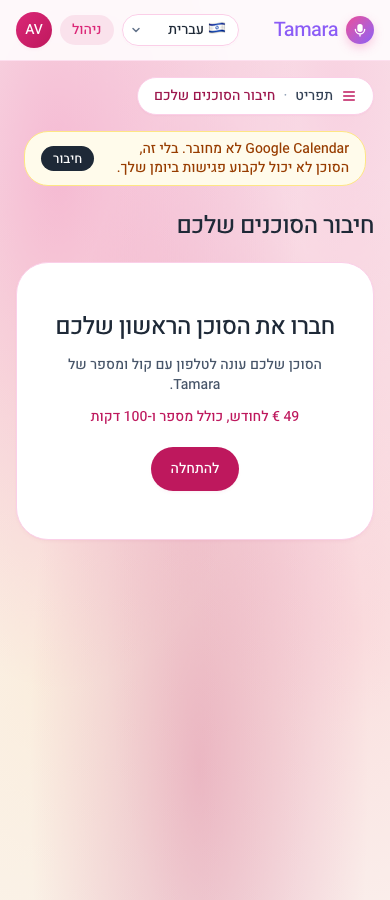 Tamara
עברית
ניהול
AV
תפריט · חיבור הסוכנים שלכם
Google Calendar לא מחובר. בלי זה,
הסוכן לא יכול לקבוע פגישות ביומן שלך.
חיבור
חיבור הסוכנים שלכם
חברו את הסוכן הראשון שלכם
הסוכן שלכם עונה לטלפון עם קול ומספר של
Tamara.
49 € לחודש, כולל מספר ו-100 דקות
להתחלה